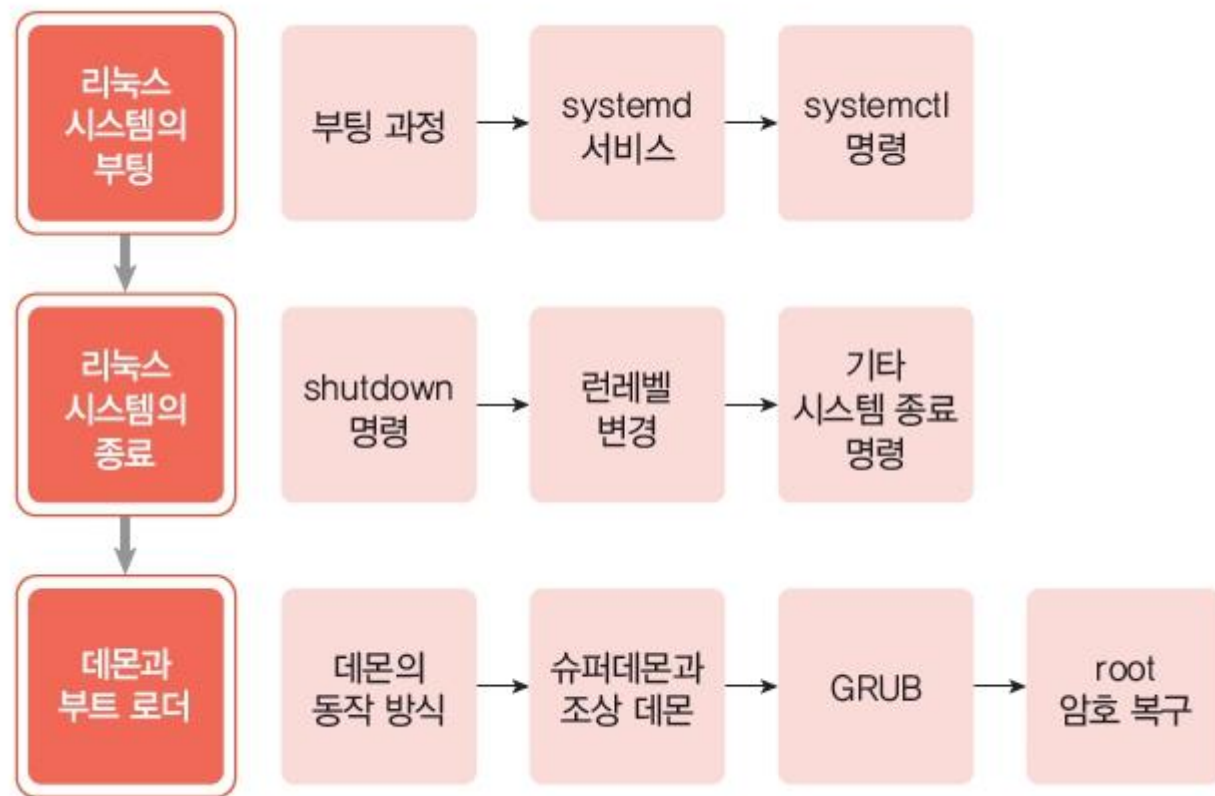 리눅스
시스템의
부팅
부팅 과정
systemd
서비스
systemctl
명령
리눅스
시스템의
종료
shutdown
명령
런레벨
변경
기타
시스템 종료
명령
데몬과
부트 로더
데몬의
동작 방식
슈퍼데몬과
조상 데몬
GRUB
root
암호 복구